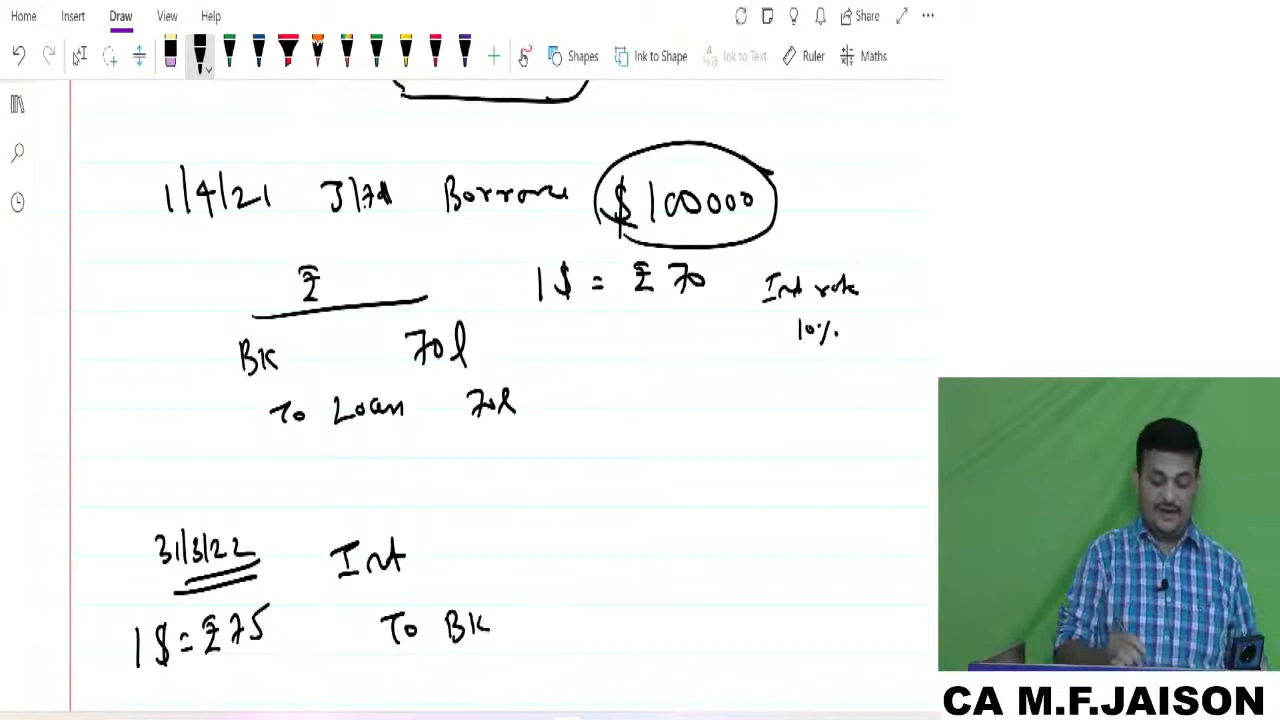 Home Insert Draw View Help Share
Shapes Ink to Shape Ink to Text Ruler Maths
1/4/21 Borrow $100000
₹ 1$ = ₹70 Int rate
10%
BK 70l
To Loan 70l
31/3/22 Int
1$=₹75 To BK
CA M.F.JAISON